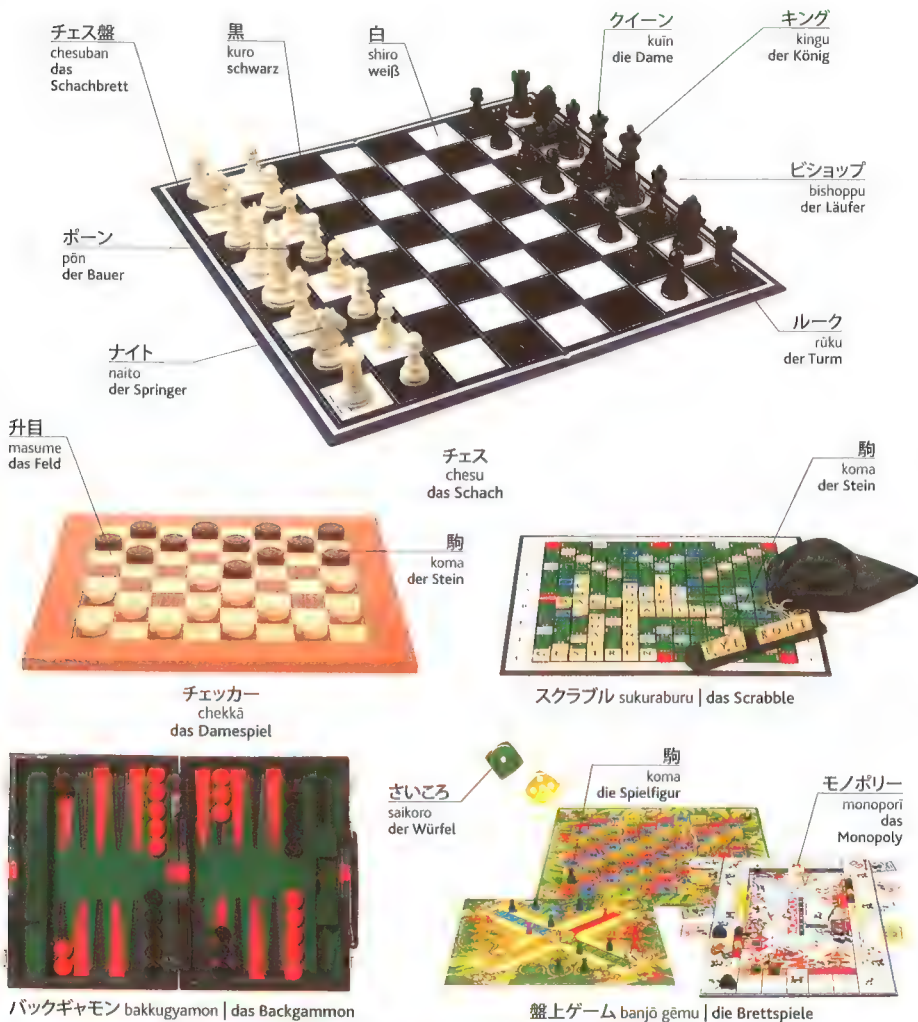 チェス盤
chesuban
das
Schachbrett
黒
kuro
schwarz
白
shiro
weiß
クイーン
kuīn
die Dame
キング
kingu
der König
ビショップ
bishoppu
der Läufer
ポーン
pōn
der Bauer
ルーク
rūku
der Turm
ナイト
naito
der Springer
チェス
chesu
das Schach
升目
masume
das Feld
駒
koma
der Stein
駒
koma
der Stein
チェッカー
chekkā
das Damespiel
スクラブル sukuraburu | das Scrabble
さいころ
saikoro
der Würfel
駒
koma
die Spielfigur
モノポリー
monoporī
das
Monopoly
バックギャモン bakkugyamon | das Backgammon
盤上ゲーム banjō gēmu | die Brettspiele